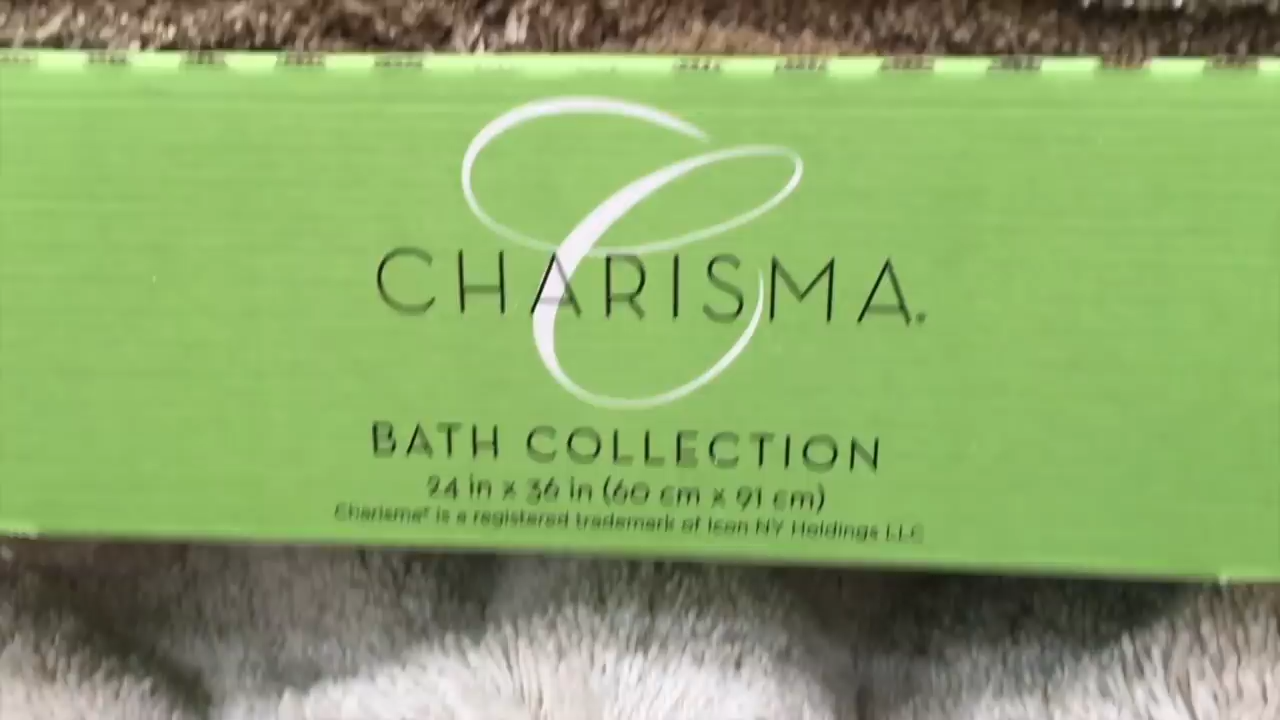 C
CHARISMA.
BATH COLLECTION
24 in x 36 in (60 cm x 91 cm)
Charisma® is a registered trademark of Icon NY Holdings LLC